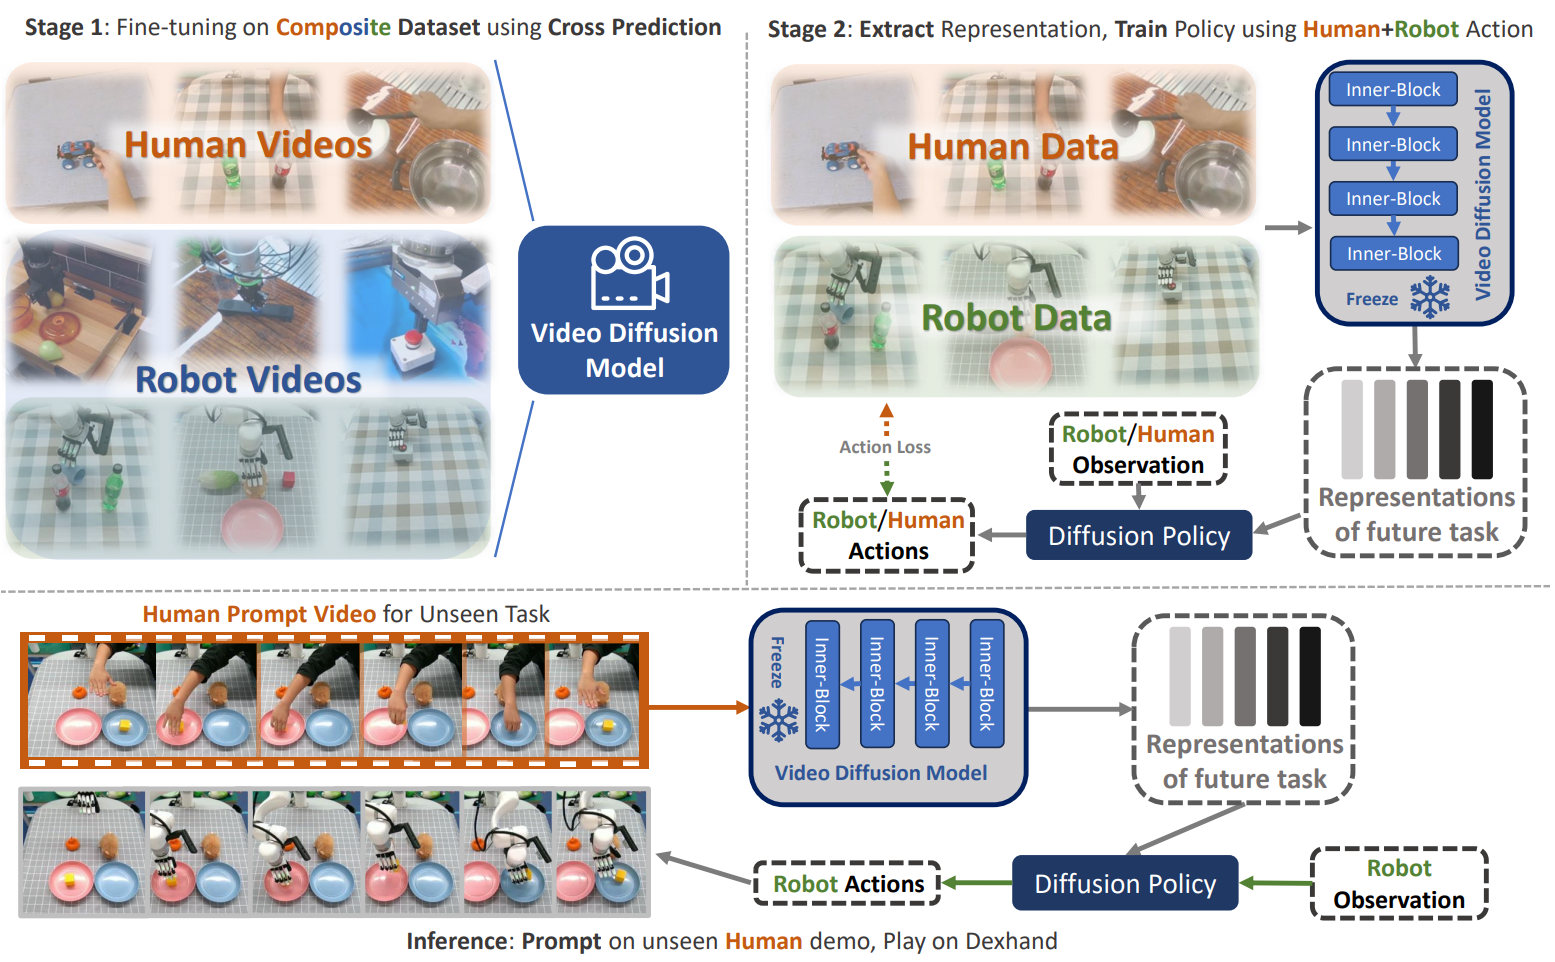 Stage 1: Fine-tuning on Composite Dataset using Cross Prediction
Human Videos
Robot Videos
Video Diffusion
Model
Stage 2: Extract Representation, Train Policy using Human+Robot Action
Human Data
Robot Data
Inner-Block
Inner-Block
Inner-Block
Inner-Block
Freeze
Video Diffusion Model
Representations
of future task
Robot/Human
Observation
Diffusion Policy
Action Loss
Robot/Human
Actions
Human Prompt Video for Unseen Task
Freeze
Inner-Block
Inner-Block
Inner-Block
Inner-Block
Video Diffusion Model
Representations
of future task
Robot Actions
Diffusion Policy
Robot
Observation
Inference: Prompt on unseen Human demo, Play on Dexhand